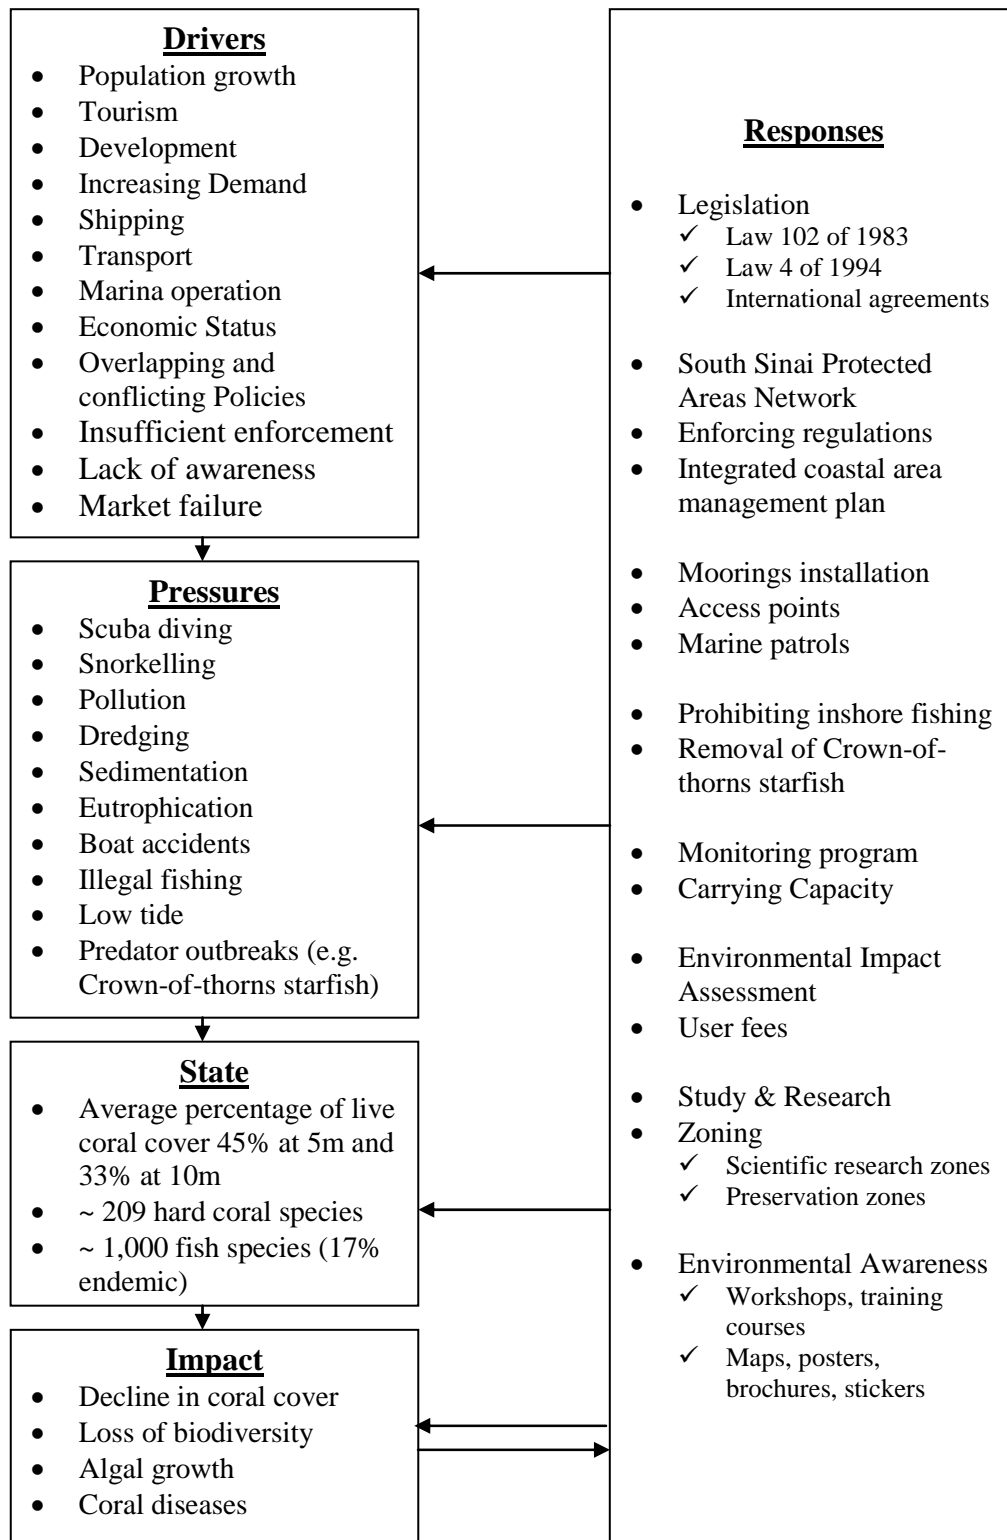 Drivers
• Population growth
• Tourism
• Development
• Increasing Demand
• Shipping
• Transport
• Marina operation
• Economic Status
• Overlapping and
conflicting Policies
• Insufficient enforcement
• Lack of awareness
• Market failure
Pressures
• Scuba diving
• Snorkelling
• Pollution
• Dredging
• Sedimentation
• Eutrophication
• Boat accidents
• Illegal fishing
• Low tide
• Predator outbreaks (e.g.
Crown-of-thorns starfish)
State
• Average percentage of live
coral cover 45% at 5m and
33% at 10m
• ~ 209 hard coral species
• ~ 1,000 fish species (17%
endemic)
Impact
• Decline in coral cover
• Loss of biodiversity
• Algal growth
• Coral diseases
Responses
• Legislation
✓ Law 102 of 1983
✓ Law 4 of 1994
✓ International agreements
• South Sinai Protected
Areas Network
• Enforcing regulations
• Integrated coastal area
management plan
• Moorings installation
• Access points
• Marine patrols
• Prohibiting inshore fishing
• Removal of Crown-of-
thorns starfish
• Monitoring program
• Carrying Capacity
• Environmental Impact
Assessment
• User fees
• Study & Research
• Zoning
✓ Scientific research zones
✓ Preservation zones
• Environmental Awareness
✓ Workshops, training
courses
✓ Maps, posters,
brochures, stickers